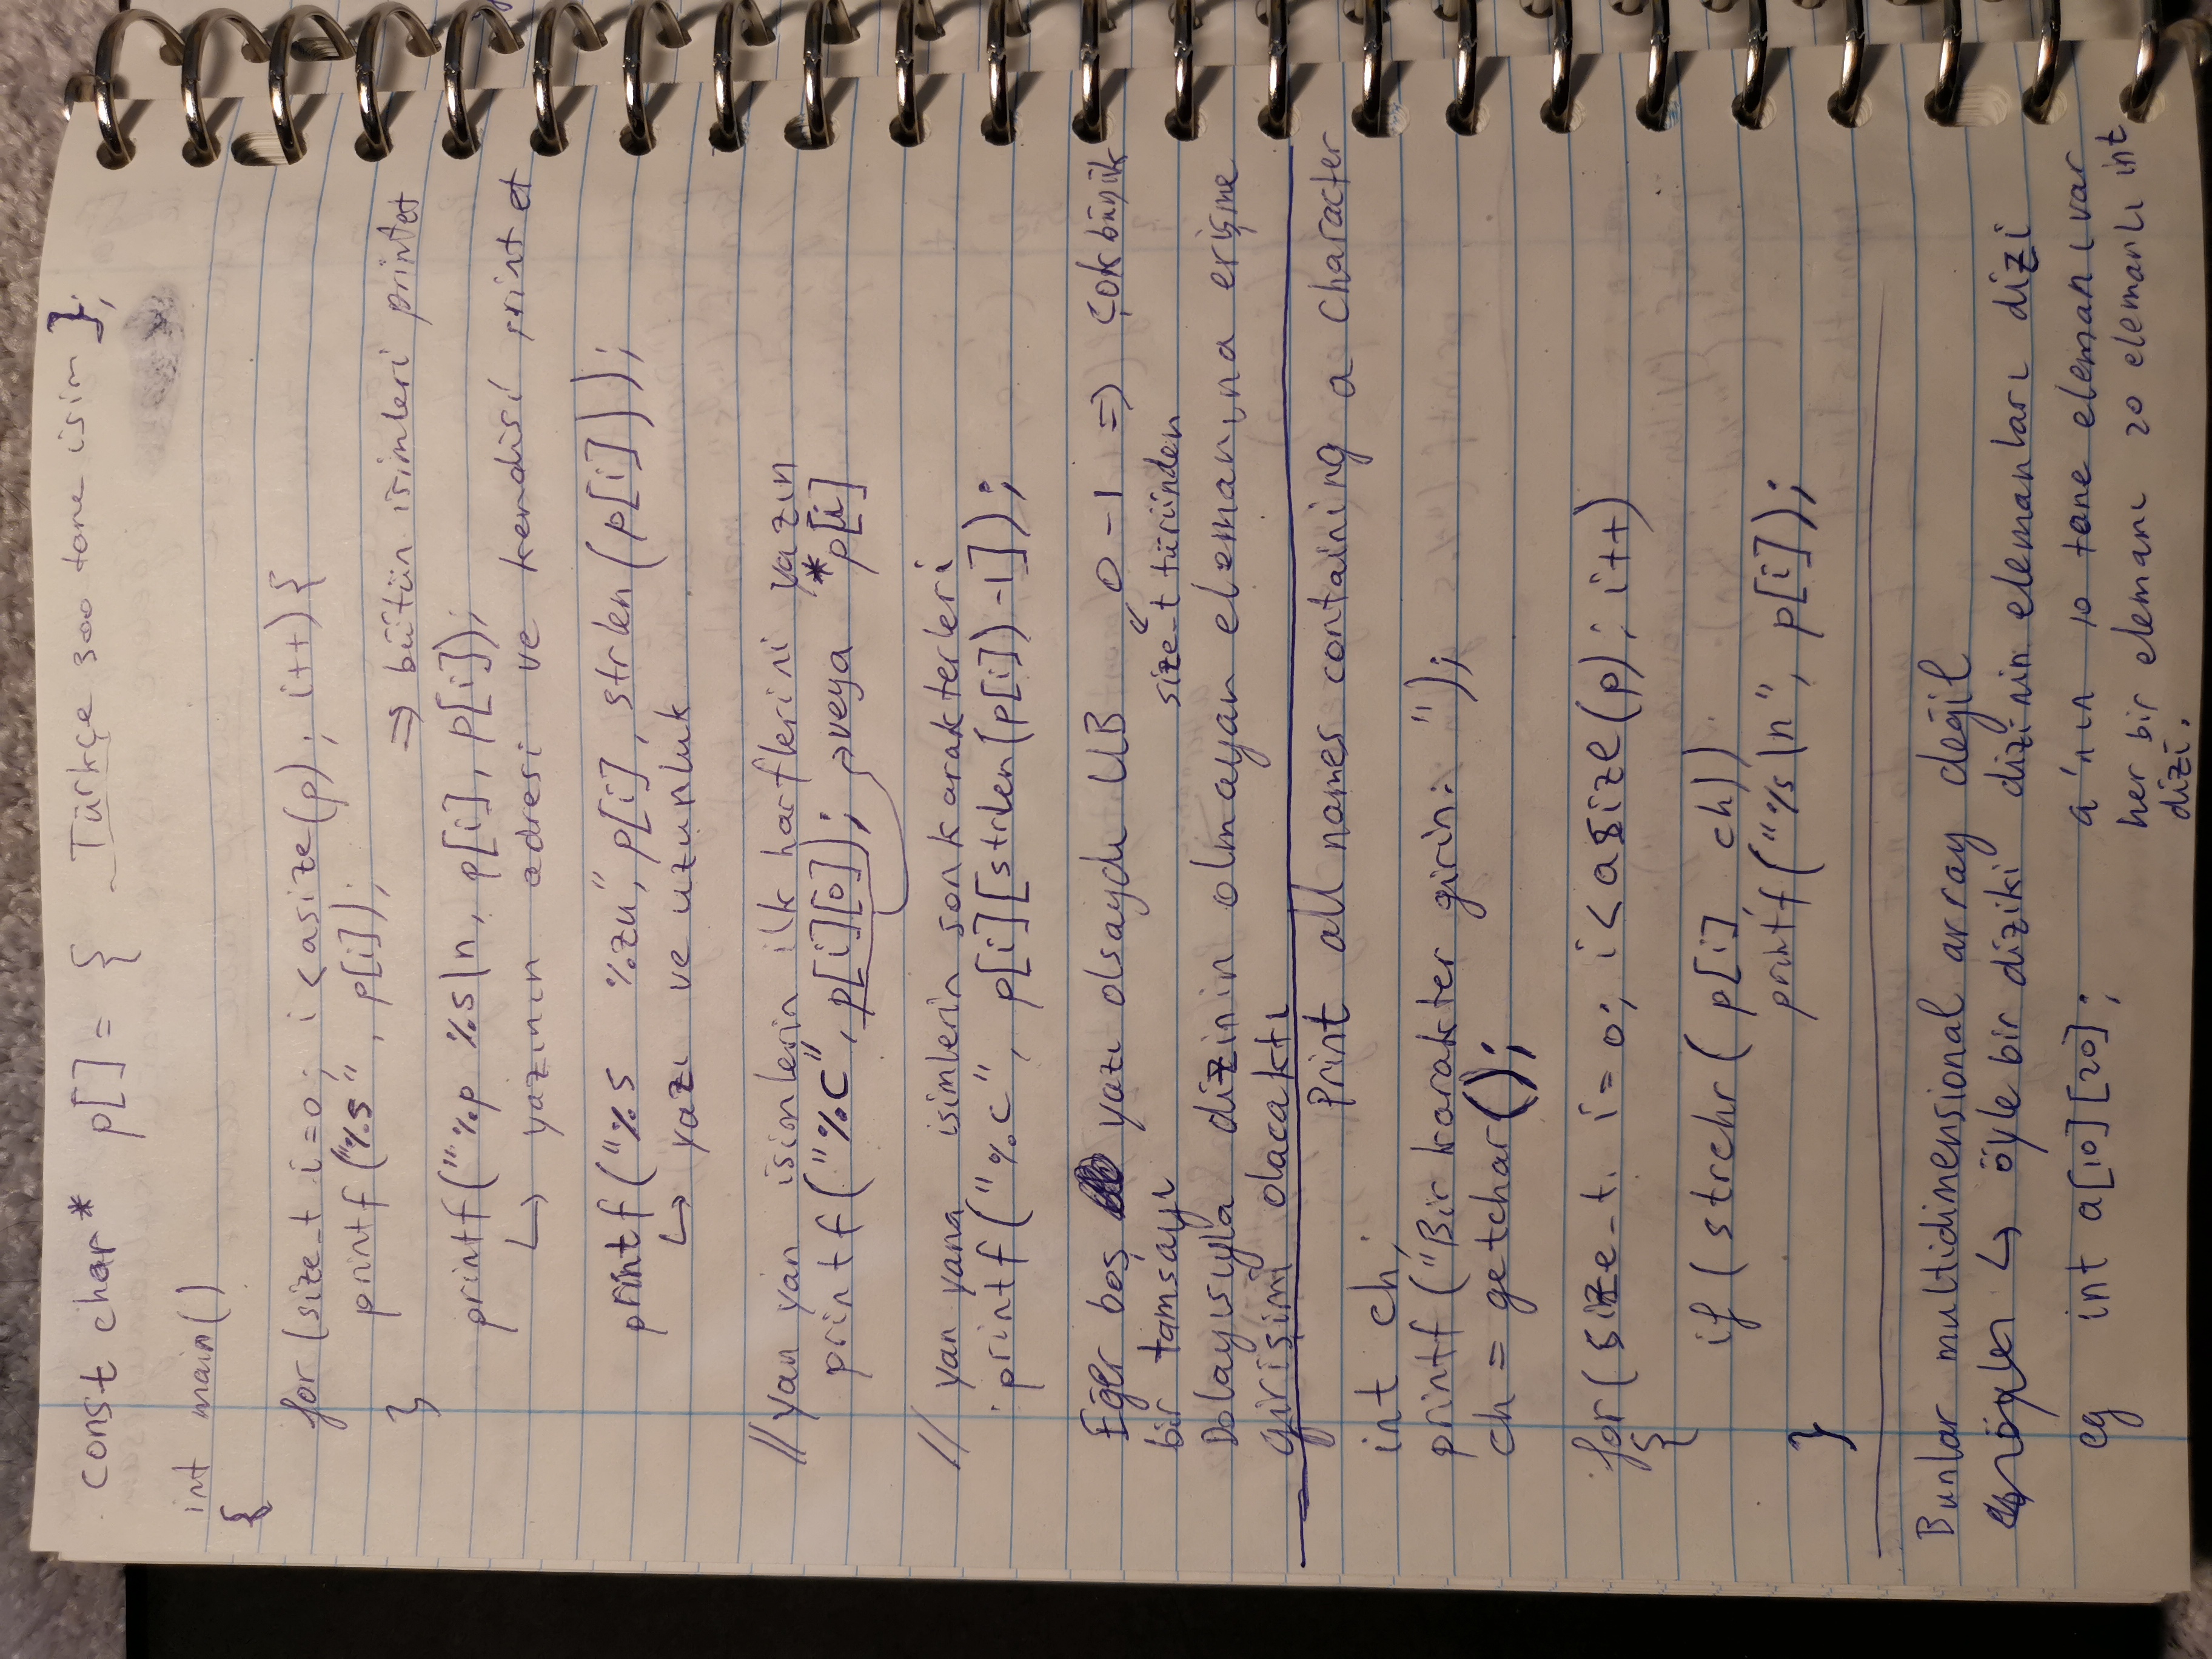 const char* p[] = { Türkçe 300 tane isim };
int main()
{
for (size_t i=0; i<asize(p); i++) {
printf("%s", p[i]);
} => bütün isimleri printet
printf("%p %s\n, p[i], p[i]);
↳ yazının adresi ve kendisi print et
printf("%s %zu", p[i], strlen(p[i]));
↳ yazı ve uzunluk
// yan yan isimlerin ilk harflerini yazın
printf("%c", p[i][0]); → veya *p[i]
// yan yana isimlerin son karakterleri
printf("%c", p[i][strlen(p[i])-1]);
Eğer boş yazı olsaydı UB 0-1 => çok büyük
bir tamsayı size_t türünden
Dolayısıyla dizinin olmayan elemanına erişme
girişimi olacaktı
Print all names containing a character
int ch;
printf("Bir karakter girin: ");
ch = getchar();
for(size_t i=0; i<asize(p); i++)
{
if (strchr(p[i], ch))
printf("%s\n", p[i]);
}
Bunlar multidimensional array değil
↳ öyle bir diziki dizinin elemanları dizi
eg int a[10][20]; a'nın 10 tane elemanı var
her bir elemanı 20 elemanlı int
dizi.